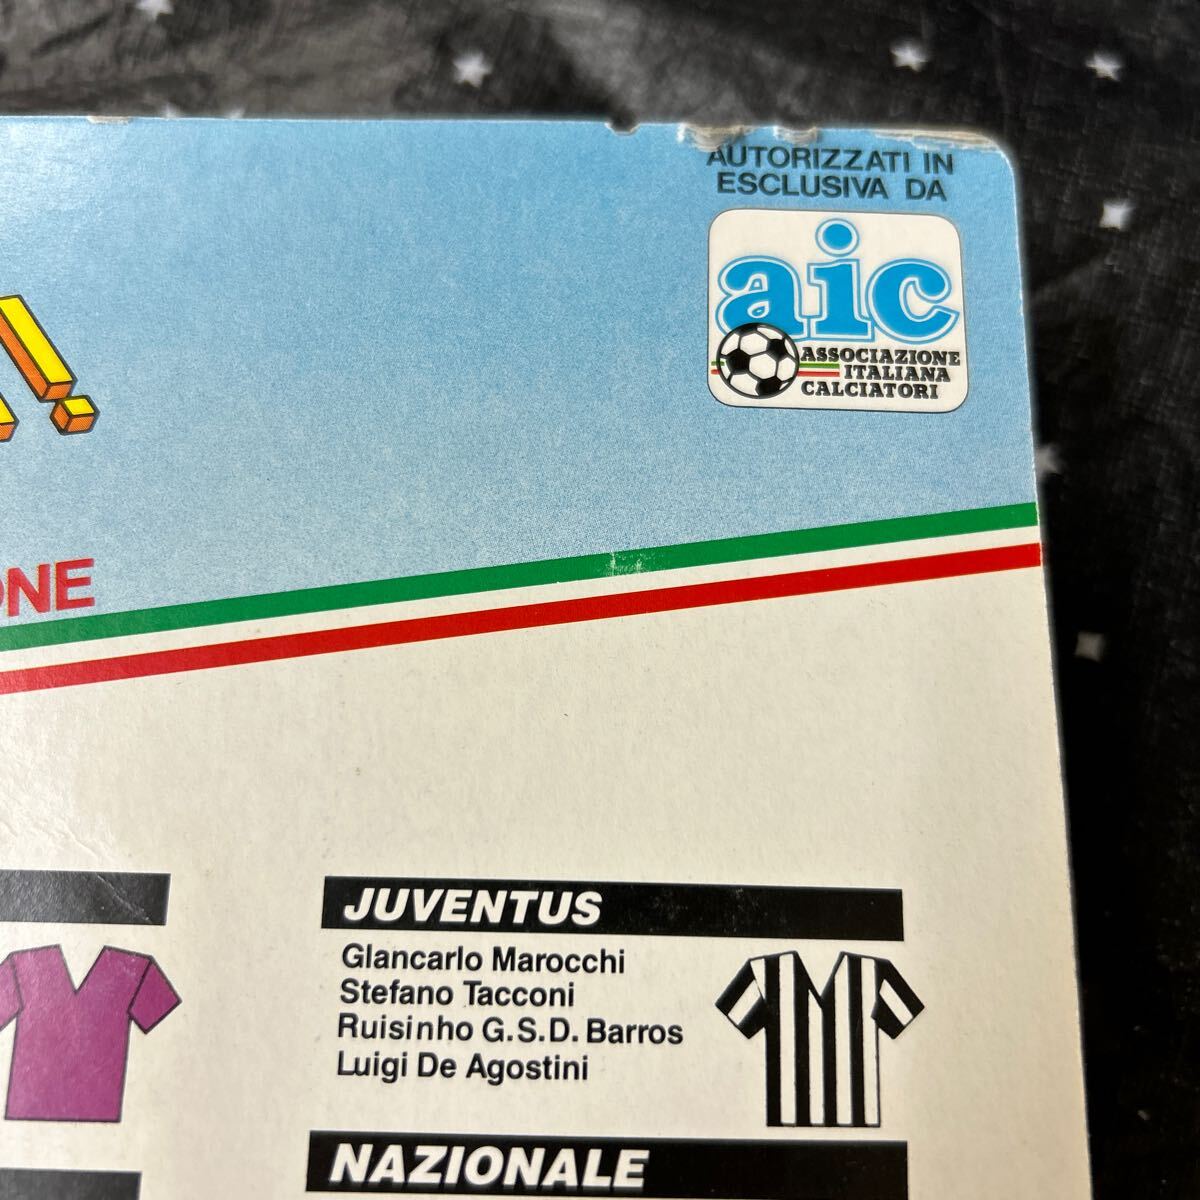 AUTORIZZATI IN
ESCLUSIVA DA
aic
ASSOCIAZIONE
ITALIANA
CALCIATORI
!
ONE
JUVENTUS
Giancarlo Marocchi
Stefano Tacconi
Ruisinho G.S.D. Barros
Luigi De Agostini
NAZIONALE